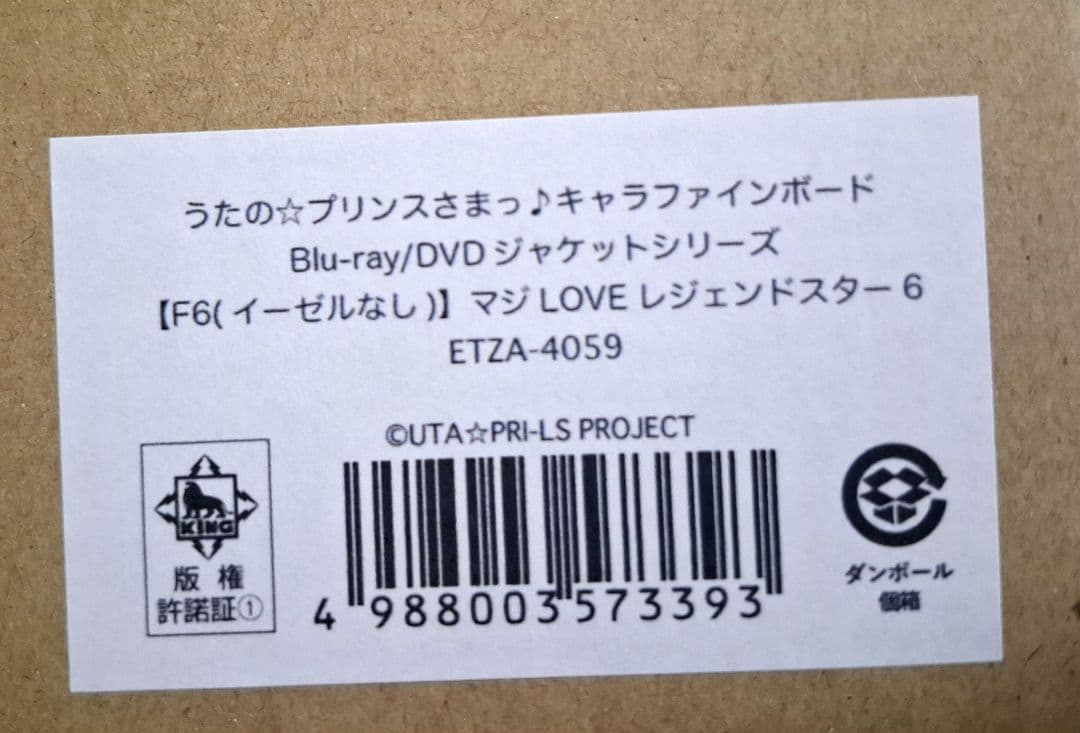 うたの☆プリンスさまっ♪キャラファインボード
Blu-ray/DVD ジャケットシリーズ
【F6( イーゼルなし )】マジ LOVE レジェンドスター 6
ETZA-4059
©UTA☆PRI-LS PROJECT
KING
版 権
許諾証①
4 988003 573393
ダンボール
個箱